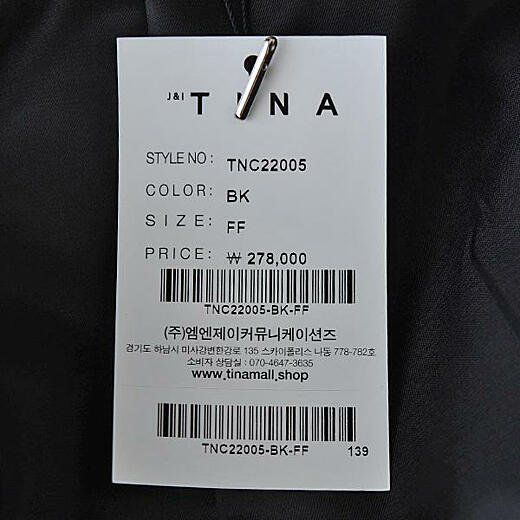 J&I TINA
STYLE NO: TNC22005
COLOR: BK
SIZE: FF
PRICE: ₩ 278,000
TNC22005-BK-FF
(주)엠엔제이커뮤니케이션즈
경기도 하남시 미사강변한강로 135 스카이폴리스 나동 778-782호
소비자 상담실 : 070-4647-3635
www.tinamall.shop
TNC22005-BK-FF 139